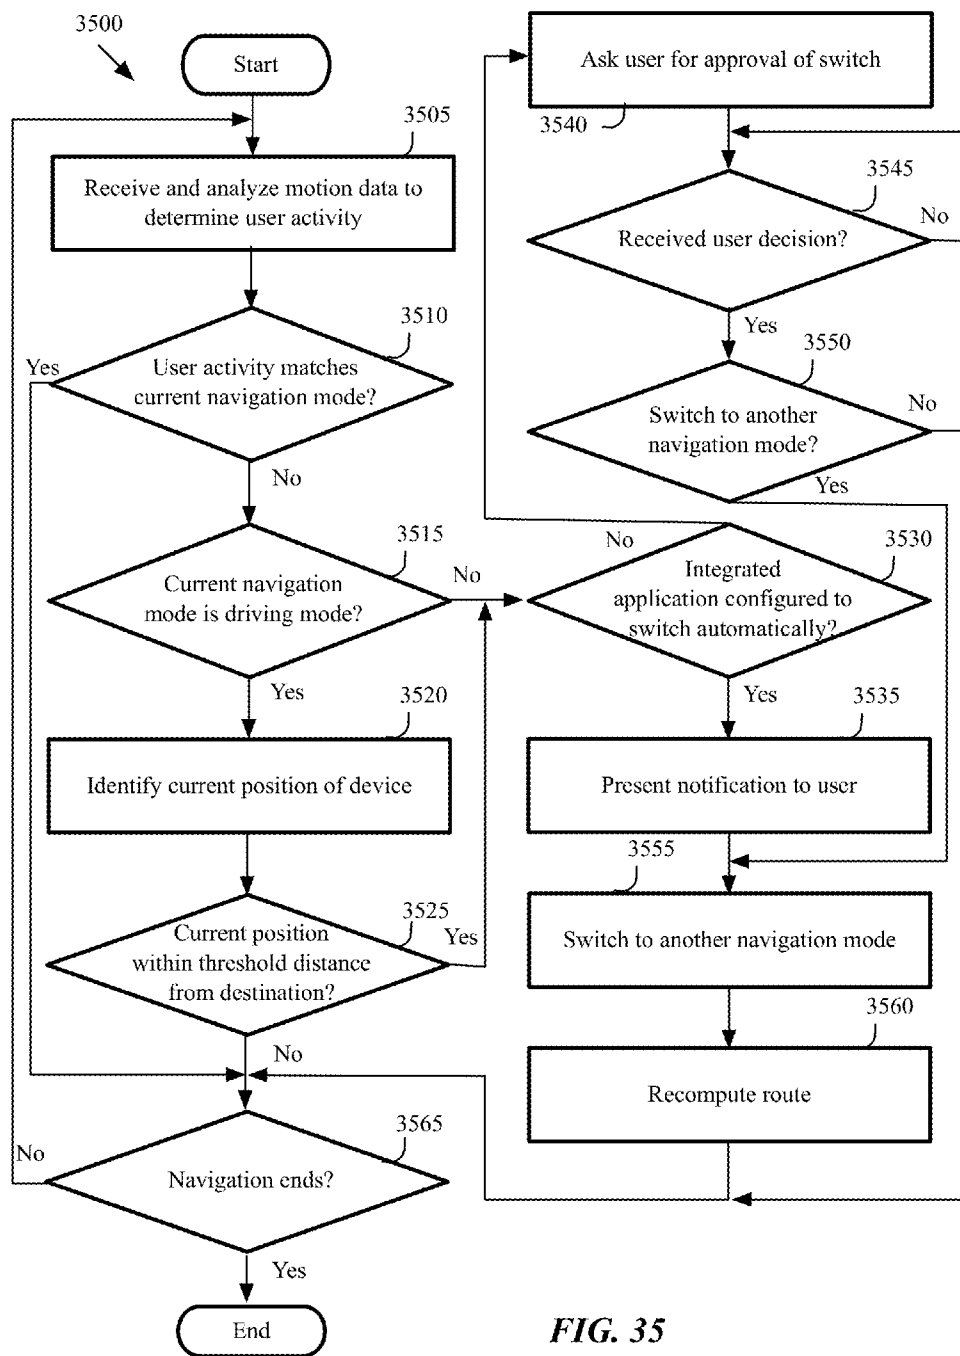 3500
Start
3505
Receive and analyze motion data to
determine user activity
3510
Yes
User activity matches
current navigation mode?
No
3515
Current navigation
mode is driving mode?
No
Yes
3520
Identify current position of device
3525
Current position
within threshold distance
from destination?
Yes
No
3565
No
Navigation ends?
Yes
End
Ask user for approval of switch
3540
3545
No
Received user decision?
Yes
3550
No
Switch to another
navigation mode?
Yes
3530
No
Integrated
application configured to
switch automatically?
Yes
3535
Present notification to user
3555
Switch to another navigation mode
3560
Recompute route
FIG. 35